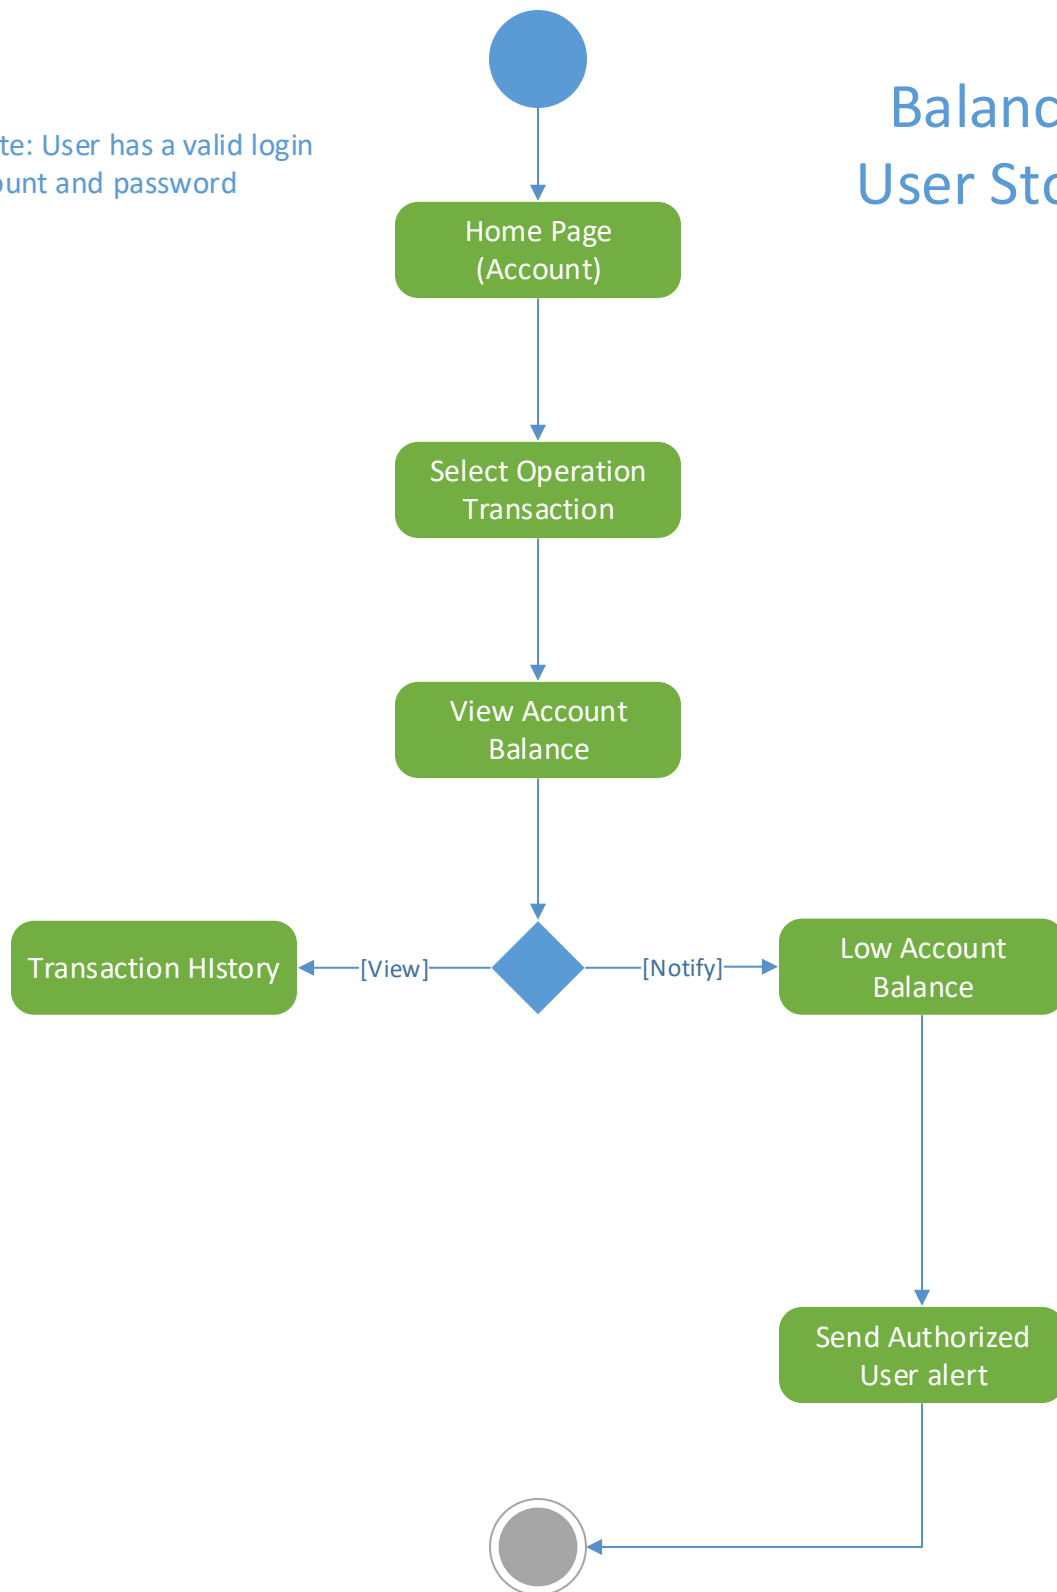 Balanc
User Sto
te: User has a valid login
ount and password
Home Page
(Account)
Select Operation
Transaction
View Account
Balance
Transaction HIstory
[View]
[Notify]
Low Account
Balance
Send Authorized
User alert